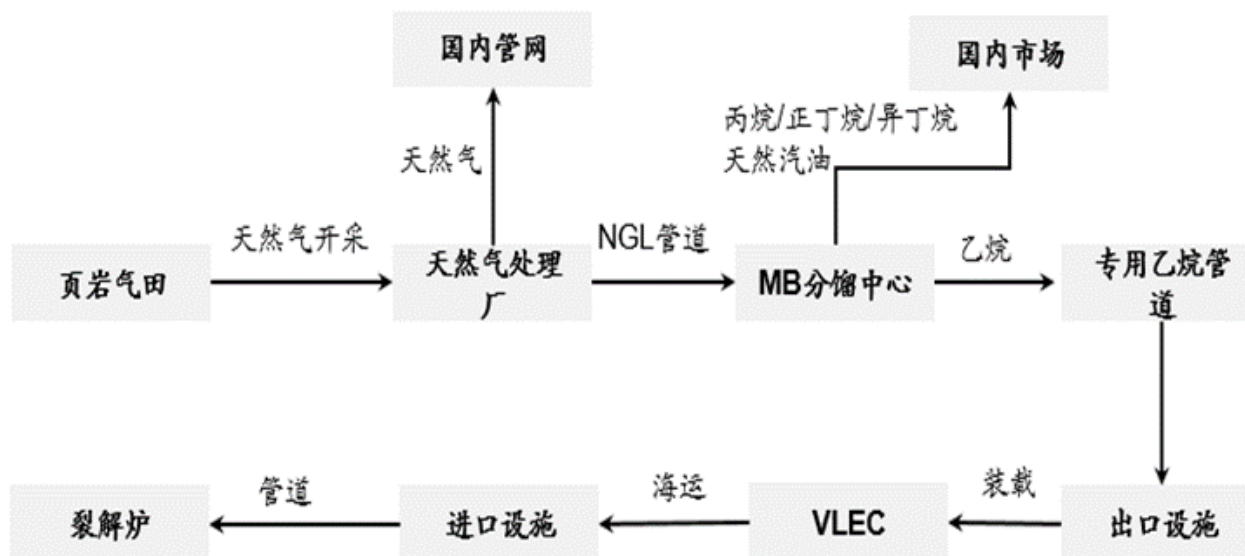 国内管网
国内市场
丙烷/正丁烷/异丁烷
天然汽油
天然气
天然气开采
NGL管道
乙烷
页岩气田
天然气处理
厂
MB分馏中心
专用乙烷管
道
管道
海运
装载
裂解炉
进口设施
VLEC
出口设施